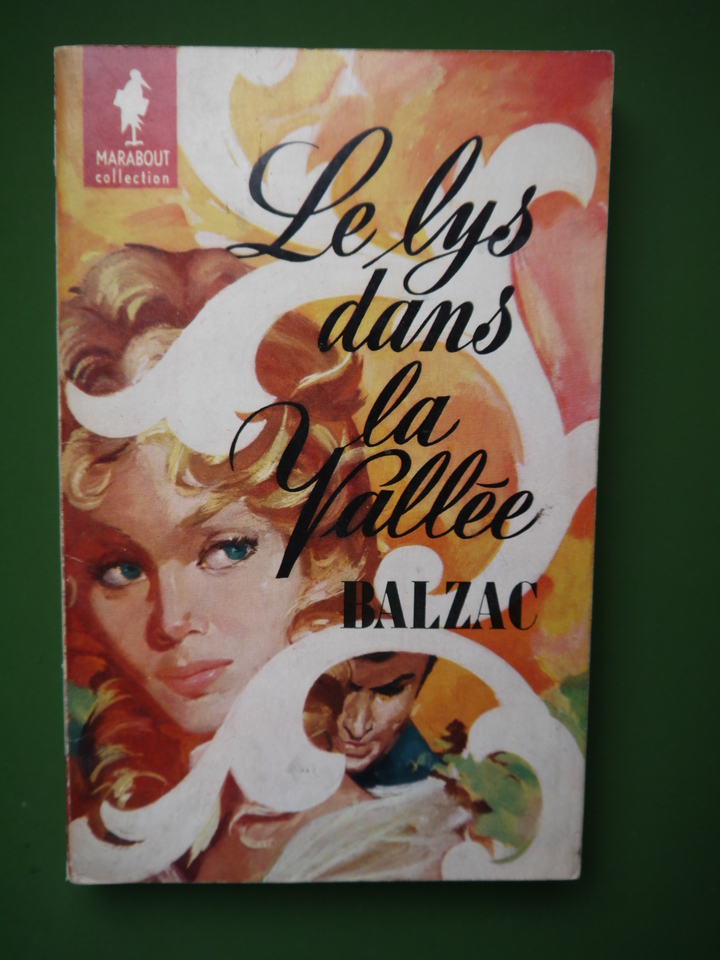 MARABOUT
collection
Le lys
dans
la
Vallée
BALZAC